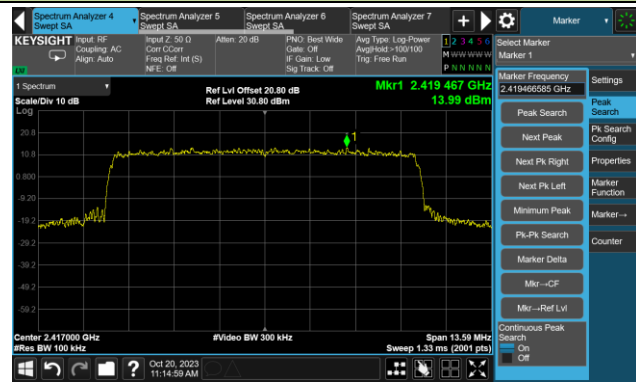 Spectrum Analyzer 4
Swept SA
Spectrum Analyzer 5
Swept SA
Spectrum Analyzer 6
Swept SA
Spectrum Analyzer 7
Swept SA
Marker
KEYSIGHT
Input: RF
Coupling: AC
Align: Auto
Input Z: 50 Ω
Corr CCorr
Freq Ref: Int (S)
NFE: Off
Atten: 20 dB
PNO: Best Wide
Gate: Off
IF Gain: Low
Sig Track: Off
Avg Type: Log-Power
Avg|Hold:>100/100
Trig: Free Run
1 2 3 4 5 6
M W W W W W
P N N N N N
LW
Select Marker
Marker 1
1 Spectrum
Scale/Div 10 dB
Log
Ref Lvl Offset 20.80 dB
Ref Level 30.80 dBm
Mkr1 2.419 467 GHz
13.99 dBm
1
20.8
10.8
0.800
-9.20
-19.2
-29.2
-39.2
-49.2
-59.2
Center 2.417000 GHz
#Res BW 100 kHz
#Video BW 300 kHz
Span 13.59 MHz
Sweep 1.33 ms (2001 pts)
Marker Frequency
2.419466585 GHz
Peak Search
Next Peak
Next Pk Right
Next Pk Left
Minimum Peak
Pk-Pk Search
Marker Delta
Mkr→CF
Mkr→Ref Lvl
Continuous Peak
Search
On
Off
Settings
Peak
Search
Pk Search
Config
Properties
Marker
Function
Marker→
Counter
?
Oct 20, 2023
11:14:59 AM